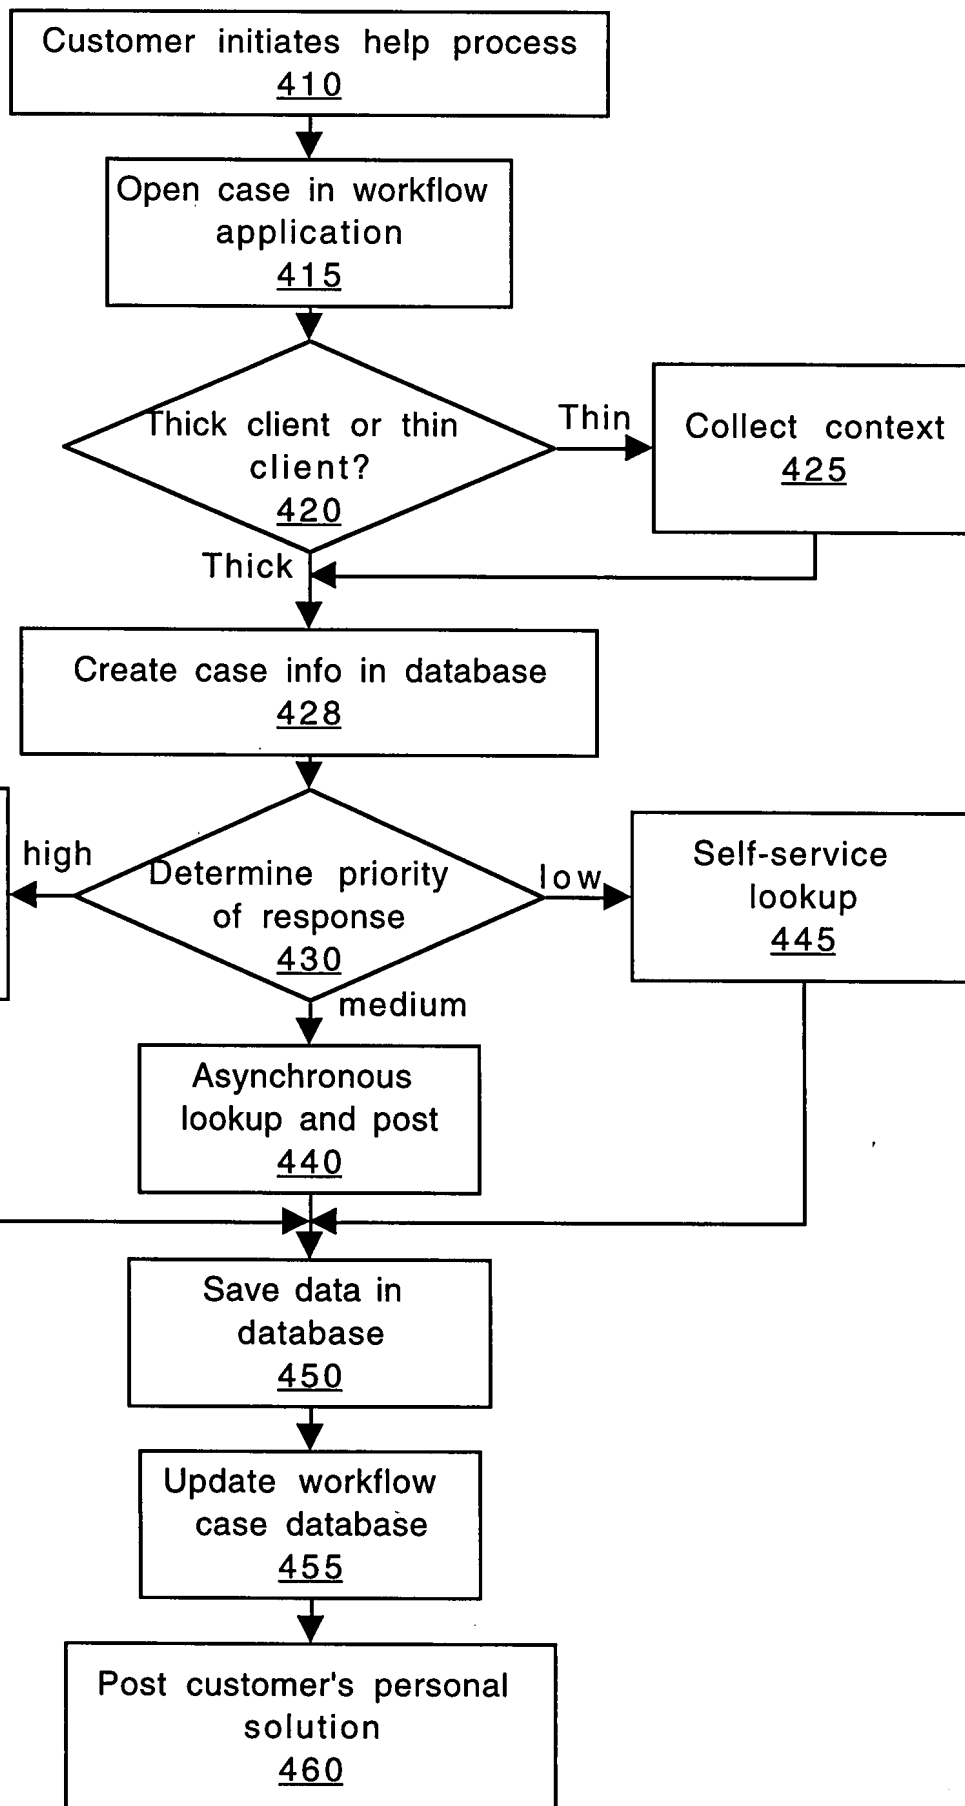 Customer initiates help process
410
Open case in workflow
application
415
Thick client or thin
client?
420
Thin
Collect context
425
Thick
Create case info in database
428
high
Determine priority
of response
430
low
Self-service
lookup
445
medium
Asynchronous
lookup and post
440
Save data in
database
450
Update workflow
case database
455
Post customer's personal
solution
460